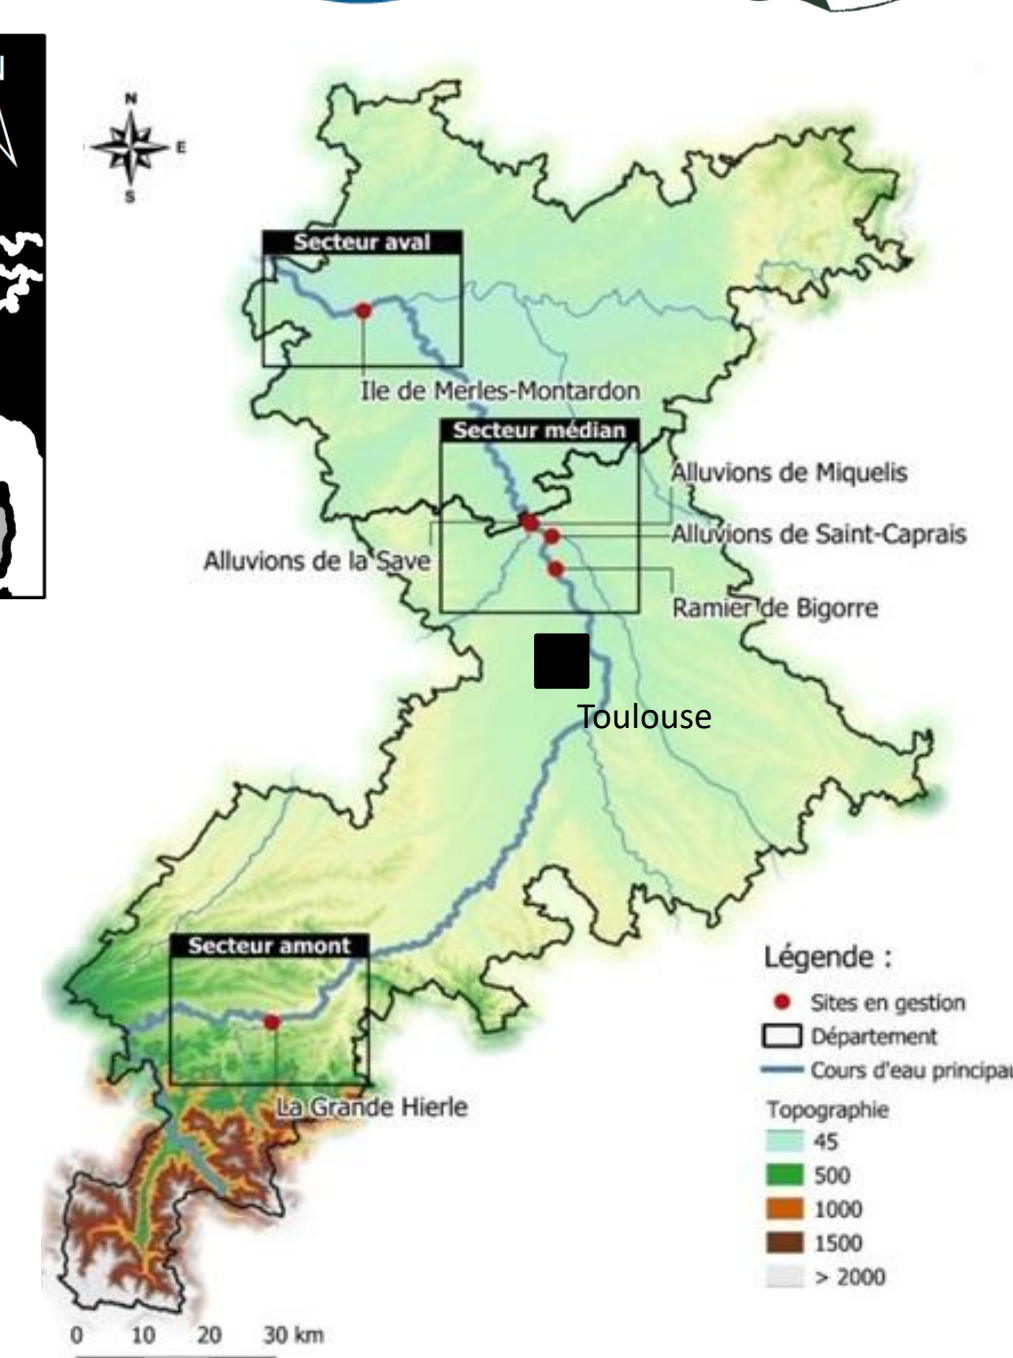 N
N
E
S
Secteur aval
Ile de Merles-Montardon
Secteur médian
Alluvions de Miquelis
Alluvions de Saint-Caprais
Alluvions de la Save
Ramier de Bigorre
Toulouse
Secteur amont
La Grande Hierle
Légende :
Sites en gestion
Département
Cours d'eau principau
Topographie
45
500
1000
1500
> 2000
0 10 20 30 km